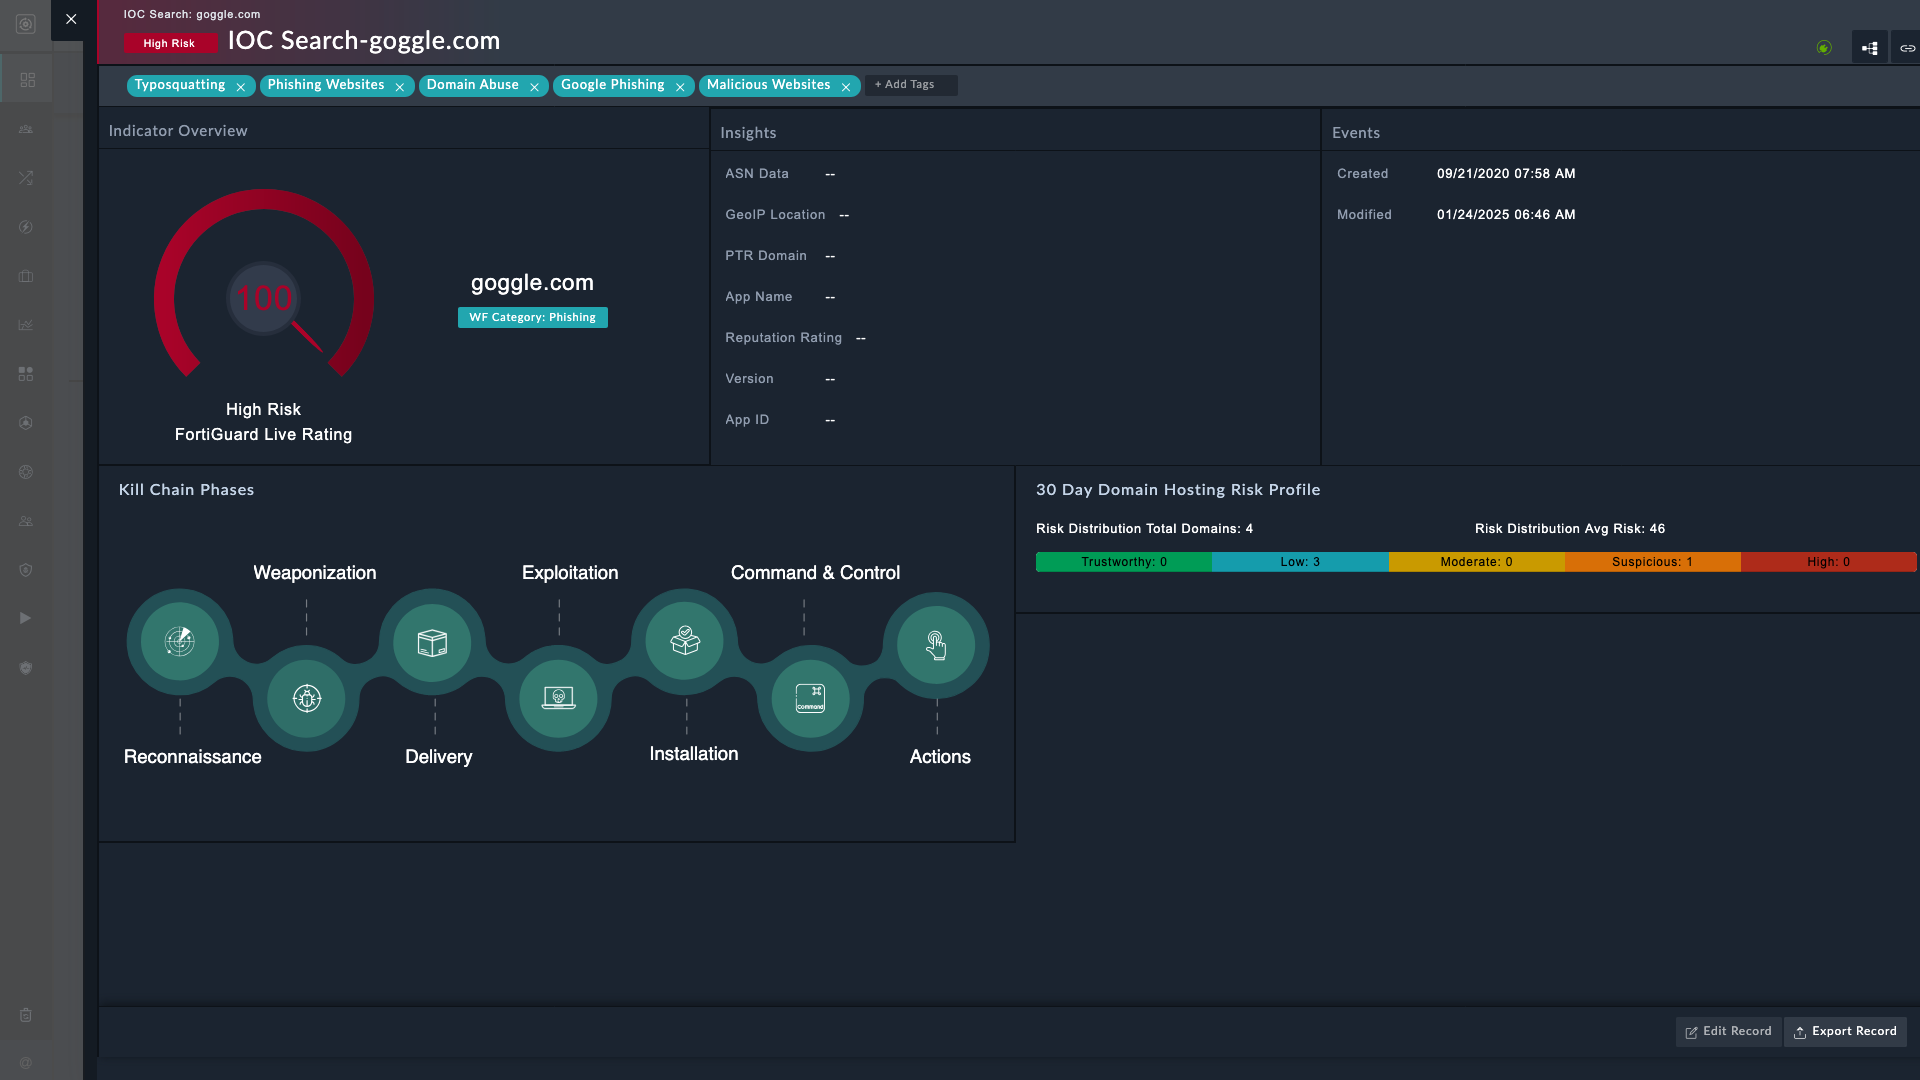 IOC Search: goggle.com
High Risk
IOC Search-goggle.com
Typosquatting
Phishing Websites
Domain Abuse
Google Phishing
Malicious Websites
+ Add Tags
Indicator Overview
100
High Risk
FortiGuard Live Rating
goggle.com
WF Category: Phishing
Insights
ASN Data --
GeoIP Location --
PTR Domain --
App Name --
Reputation Rating --
Version --
App ID --
Events
Created 09/21/2020 07:58 AM
Modified 01/24/2025 06:46 AM
Kill Chain Phases
Weaponization
Exploitation
Command & Control
Command
Reconnaissance
Delivery
Installation
Actions
30 Day Domain Hosting Risk Profile
Risk Distribution Total Domains: 4
Risk Distribution Avg Risk: 46
Trustworthy: 0
Low: 3
Moderate: 0
Suspicious: 1
High: 0
Edit Record
Export Record